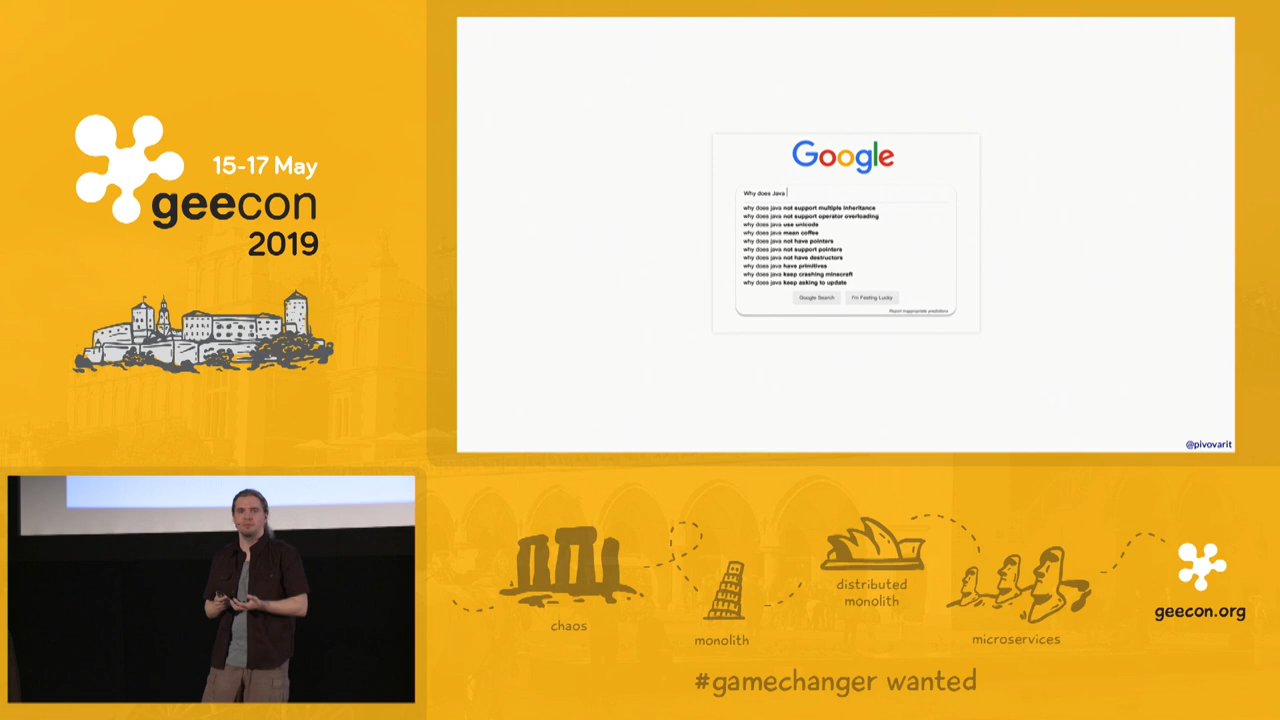 15-17 May
geecon
2019
Google
Why does Java
why does java not support multiple inheritance
why does java not support operator overloading
why does java use unicode
why does java mean coffee
why does java not have pointers
why does java not support pointers
why does java not have destructors
why does java have primitives
why does java keep crashing minecraft
why does java keep asking to update
Google Search
I'm Feeling Lucky
Report inappropriate predictions
@pivovarit
chaos
monolith
distributed
monolith
microservices
geecon.org
#gamechanger wanted